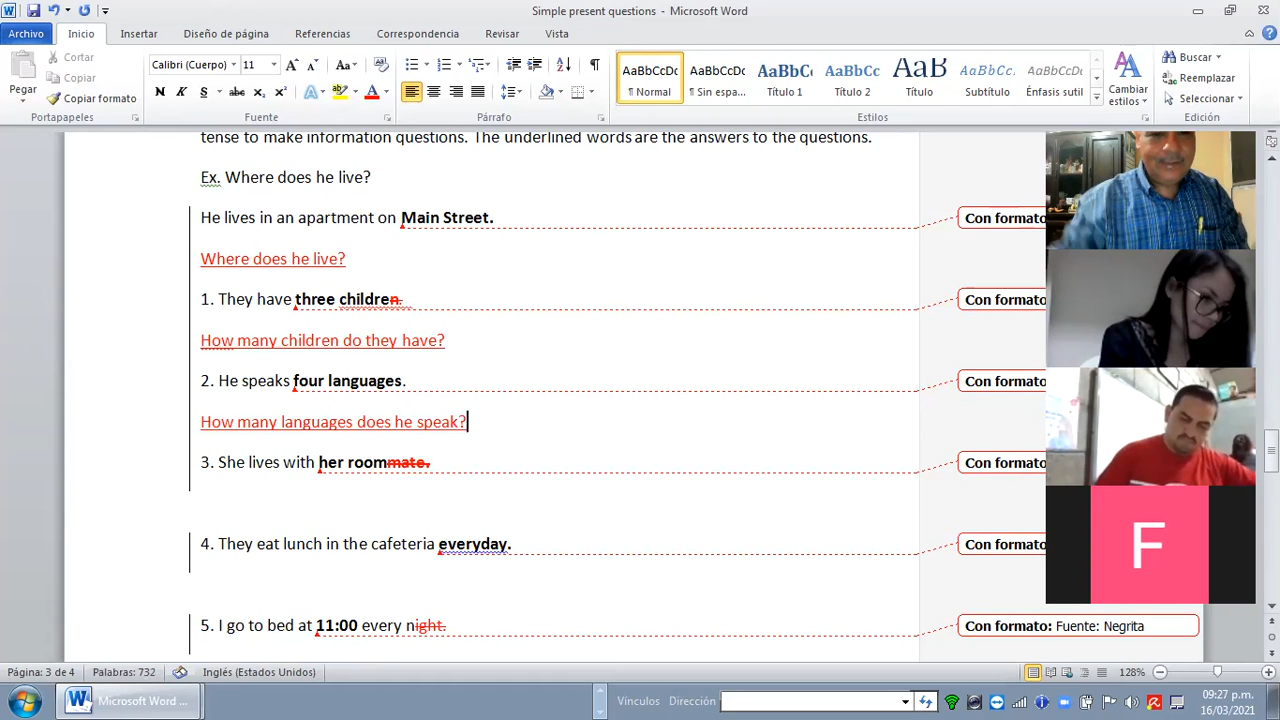 Simple present questions - Microsoft Word
Archivo Inicio Insertar Diseño de página Referencias Correspondencia Revisar Vista
Pegar Cortar Copiar Copiar formato Portapapeles
Calibri (Cuerpo) 11 Aa
N K S abc x₂ x² A ab A
Fuente Párrafo
AaBbCcDc AaBbCcDc AaBbC AaBbCc AaB AaBbCc. AaBbCcDc
¶ Normal ¶ Sin espa... Título 1 Título 2 Título Subtítulo Énfasis sutil
Cambiar estilos Estilos
Buscar Reemplazar Seleccionar Edición
tense to make information questions. The underlined words are the answers to the questions.
Ex. Where does he live?
He lives in an apartment on Main Street.
Con formato
Where does he live?
1. They have three children.
Con formato
How many children do they have?
2. He speaks four languages.
Con formato
How many languages does he speak?
3. She lives with her roommate.
Con formato
4. They eat lunch in the cafeteria everyday.
Con formato
5. I go to bed at 11:00 every night.
Con formato: Fuente: Negrita
F
Página: 3 de 4 Palabras: 732 Inglés (Estados Unidos) 128%
Microsoft Word ... Vínculos Dirección
09:27 p.m.
16/03/2021